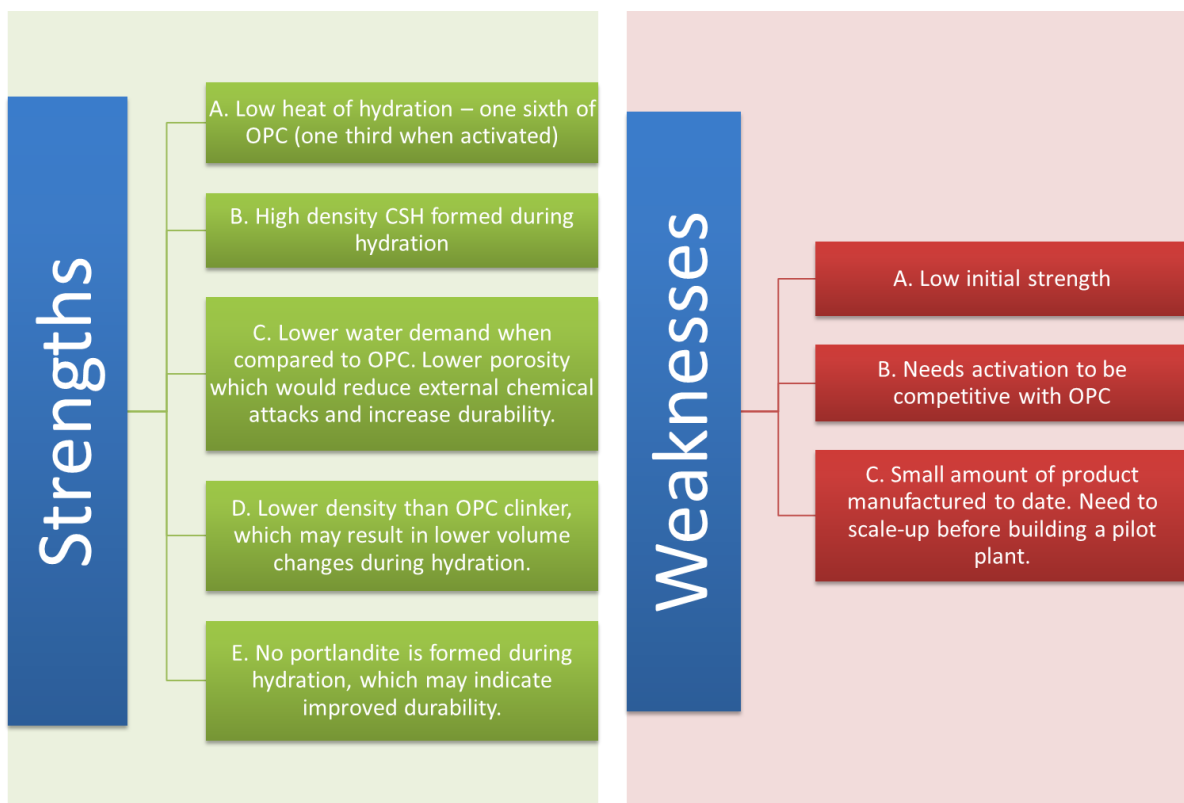 Strengths
A. Low heat of hydration – one sixth of
OPC (one third when activated)
B. High density CSH formed during
hydration
C. Lower water demand when
compared to OPC. Lower porosity
which would reduce external chemical
attacks and increase durability.
D. Lower density than OPC clinker,
which may result in lower volume
changes during hydration.
E. No portlandite is formed during
hydration, which may indicate
improved durability.
Weaknesses
A. Low initial strength
B. Needs activation to be
competitive with OPC
C. Small amount of product
manufactured to date. Need to
scale-up before building a pilot
plant.